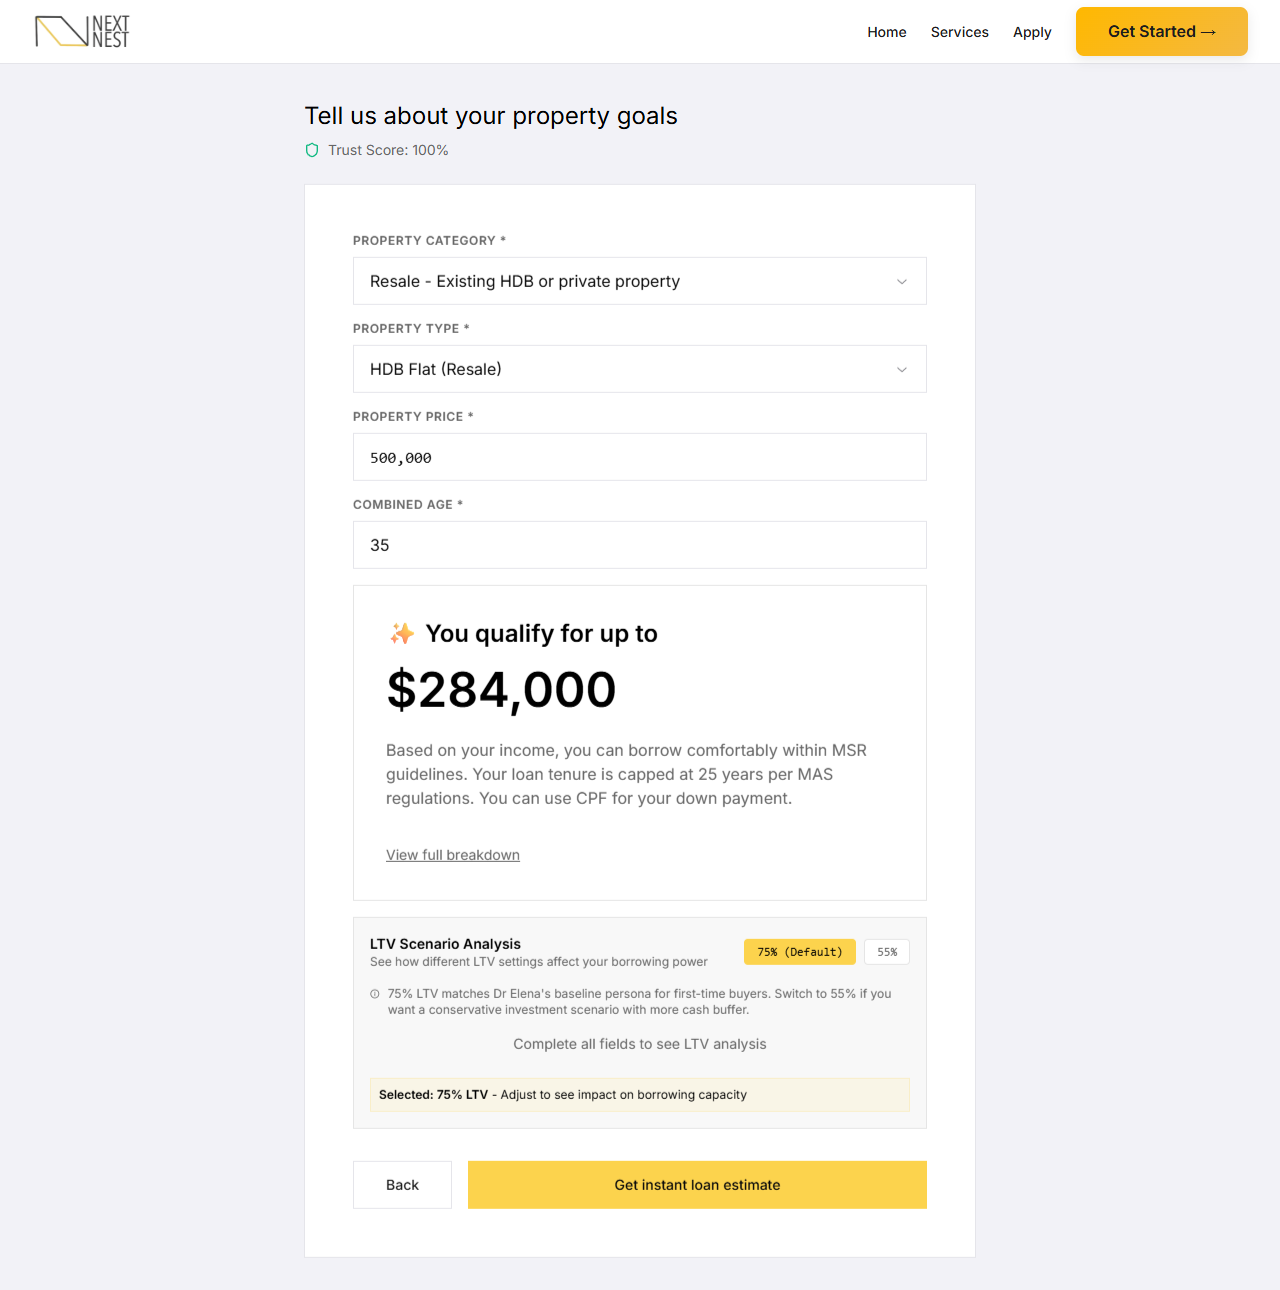 NEXT
NEST
Home
Services
Apply
Get Started →
Tell us about your property goals
Trust Score: 100%
PROPERTY CATEGORY *
Resale - Existing HDB or private property
PROPERTY TYPE *
HDB Flat (Resale)
PROPERTY PRICE *
500,000
COMBINED AGE *
35
✨ You qualify for up to
$284,000
Based on your income, you can borrow comfortably within MSR
guidelines. Your loan tenure is capped at 25 years per MAS
regulations. You can use CPF for your down payment.
View full breakdown
LTV Scenario Analysis
See how different LTV settings affect your borrowing power
75% (Default)
55%
75% LTV matches Dr Elena's baseline persona for first-time buyers. Switch to 55% if you
want a conservative investment scenario with more cash buffer.
Complete all fields to see LTV analysis
Selected: 75% LTV - Adjust to see impact on borrowing capacity
Back
Get instant loan estimate